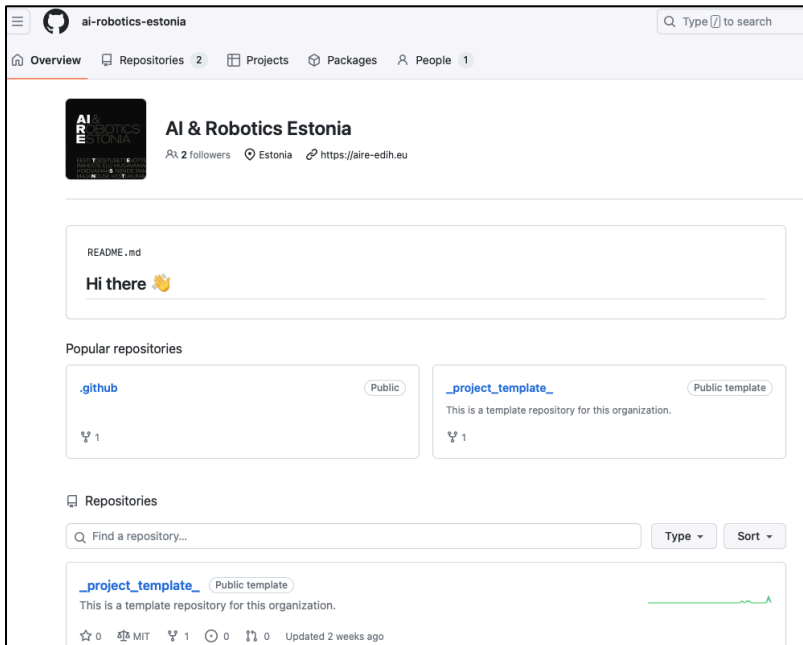 ai-robotics-estonia
Type / to search
Overview Repositories 2 Projects Packages People 1
AI &
ROBOTICS
ESTONIA
AI & Robotics Estonia
2 followers Estonia https://aire-edih.eu
README.md
Hi there 👋
Popular repositories
.github Public
1
_project_template_ Public template
This is a template repository for this organization.
1
Repositories
Find a repository...
Type Sort
_project_template_ Public template
This is a template repository for this organization.
0 MIT 1 0 0 Updated 2 weeks ago